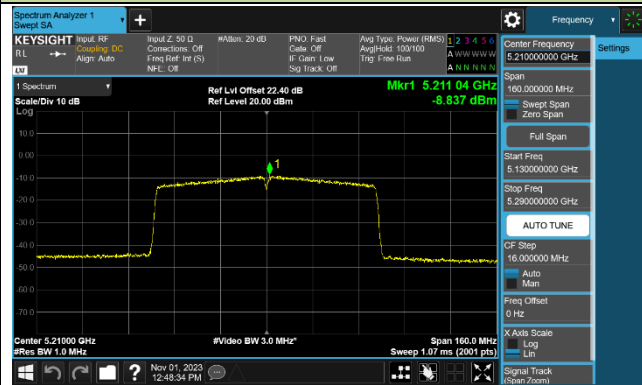 Spectrum Analyzer 1
Swept SA
Frequency
KEYSIGHT
RL
LXI
Input: RF
Coupling: DC
Align: Auto
Input Z: 50 Ω
Corrections: Off
Freq Ref: Int (S)
NFE: Off
#Atten: 20 dB
PNO: Fast
Gate: Off
IF Gain: Low
Sig Track: Off
Avg Type: Power (RMS)
Avg|Hold: 100/100
Trig: Free Run
1 2 3 4 5 6
A W W W W W
A N N N N N
1 Spectrum
Scale/Div 10 dB
Log
Ref Lvl Offset 22.40 dB
Ref Level 20.00 dBm
Mkr1 5.211 04 GHz
-8.837 dBm
10.0
0.00
-10.0
-20.0
-30.0
-40.0
-50.0
-60.0
-70.0
1
Center 5.21000 GHz
#Res BW 1.0 MHz
#Video BW 3.0 MHz*
Span 160.0 MHz
Sweep 1.07 ms (2001 pts)
Nov 01, 2023
12:48:34 PM
Center Frequency
5.210000000 GHz
Span
160.000000 MHz
Swept Span
Zero Span
Full Span
Start Freq
5.130000000 GHz
Stop Freq
5.290000000 GHz
AUTO TUNE
CF Step
16.000000 MHz
Auto
Man
Freq Offset
0 Hz
X Axis Scale
Log
Lin
Signal Track
(Span Zoom)
Settings